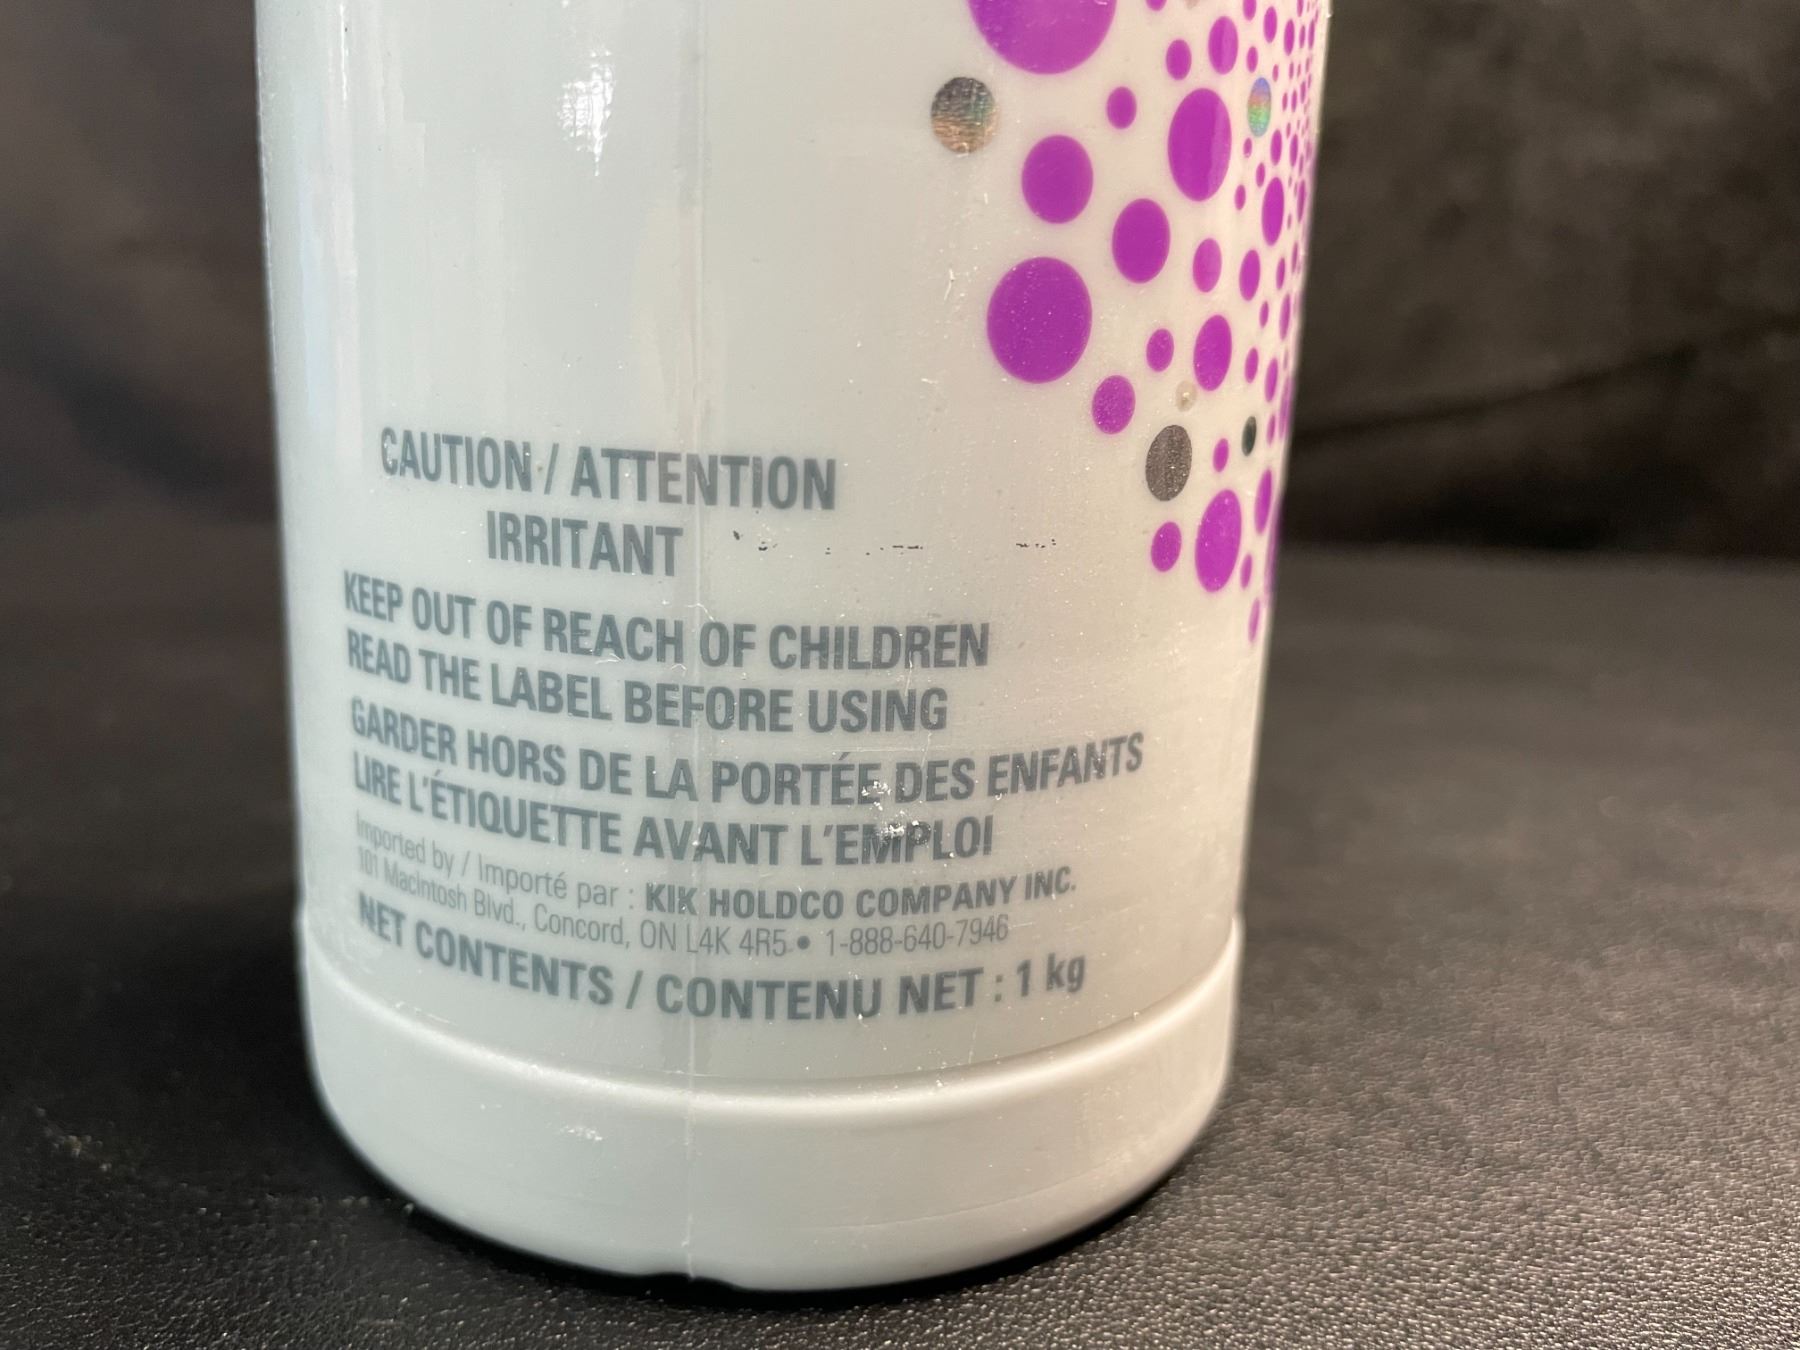 CAUTION / ATTENTION
IRRITANT
KEEP OUT OF REACH OF CHILDREN
READ THE LABEL BEFORE USING
GARDER HORS DE LA PORTÉE DES ENFANTS
LIRE L'ÉTIQUETTE AVANT L'EMPLOI
Imported by / Importé par : KIK HOLDCO COMPANY INC.
101 MacIntosh Blvd., Concord, ON L4K 4R5 • 1-888-640-7946
NET CONTENTS / CONTENU NET : 1 kg